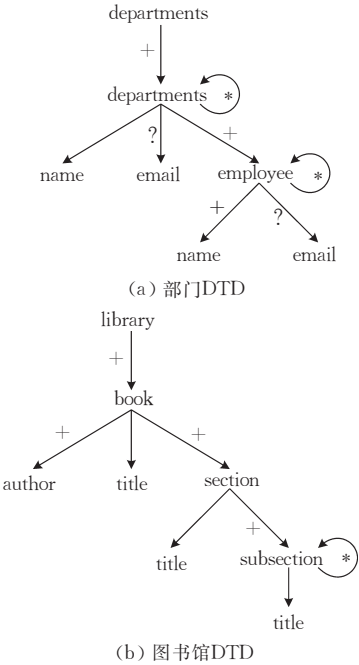 departments
+
departments *
? +
name email employee *
+ ?
name email
(a) 部门DTD
library
+
book
+ +
author title section
+
title subsection *
title
(b) 图书馆DTD